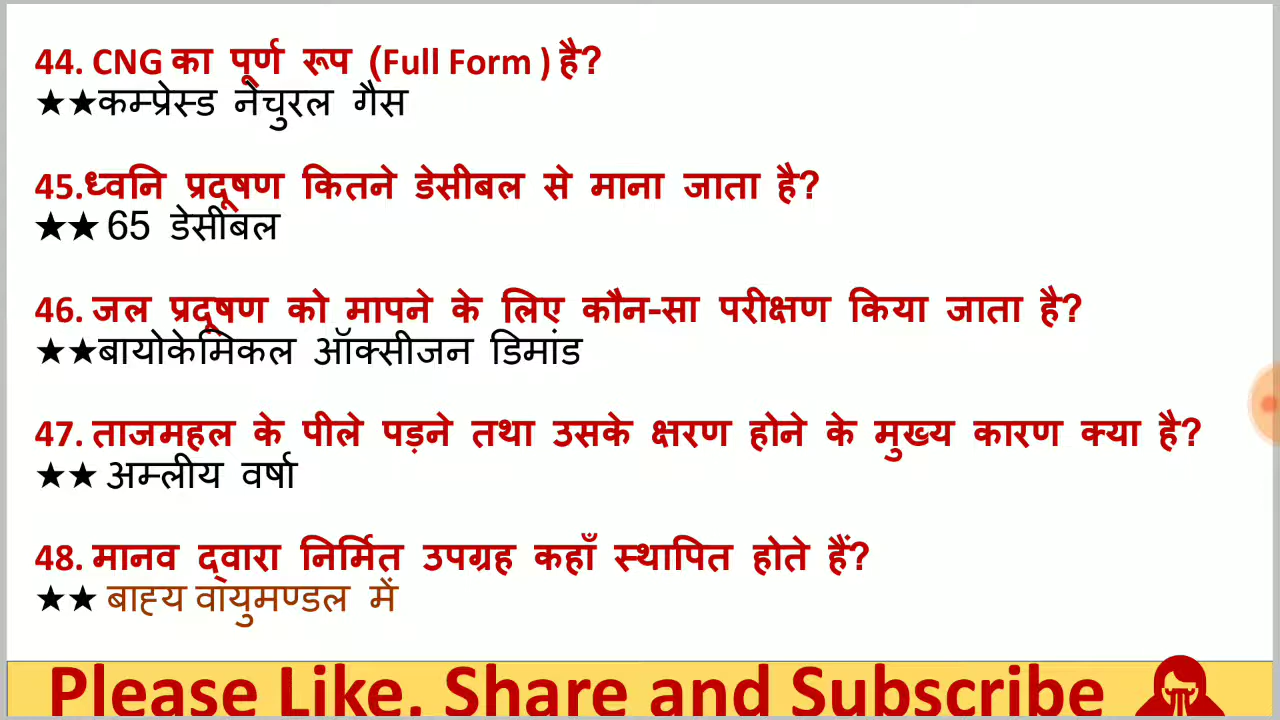 44. CNG का पूर्ण रूप (Full Form ) है?
★★कम्प्रेस्ड नेचुरल गैस
45.ध्वनि प्रदूषण कितने डेसीबल से माना जाता है?
★★ 65 डेसीबल
46. जल प्रदूषण को मापने के लिए कौन-सा परीक्षण किया जाता है?
★★बायोकेमिकल ऑक्सीजन डिमांड
47. ताजमहल के पीले पड़ने तथा उसके क्षरण होने के मुख्य कारण क्या है?
★★ अम्लीय वर्षा
48. मानव द्वारा निर्मित उपग्रह कहाँ स्थापित होते हैं?
★★ बाह्य वायुमण्डल में
Please Like, Share and Subscribe